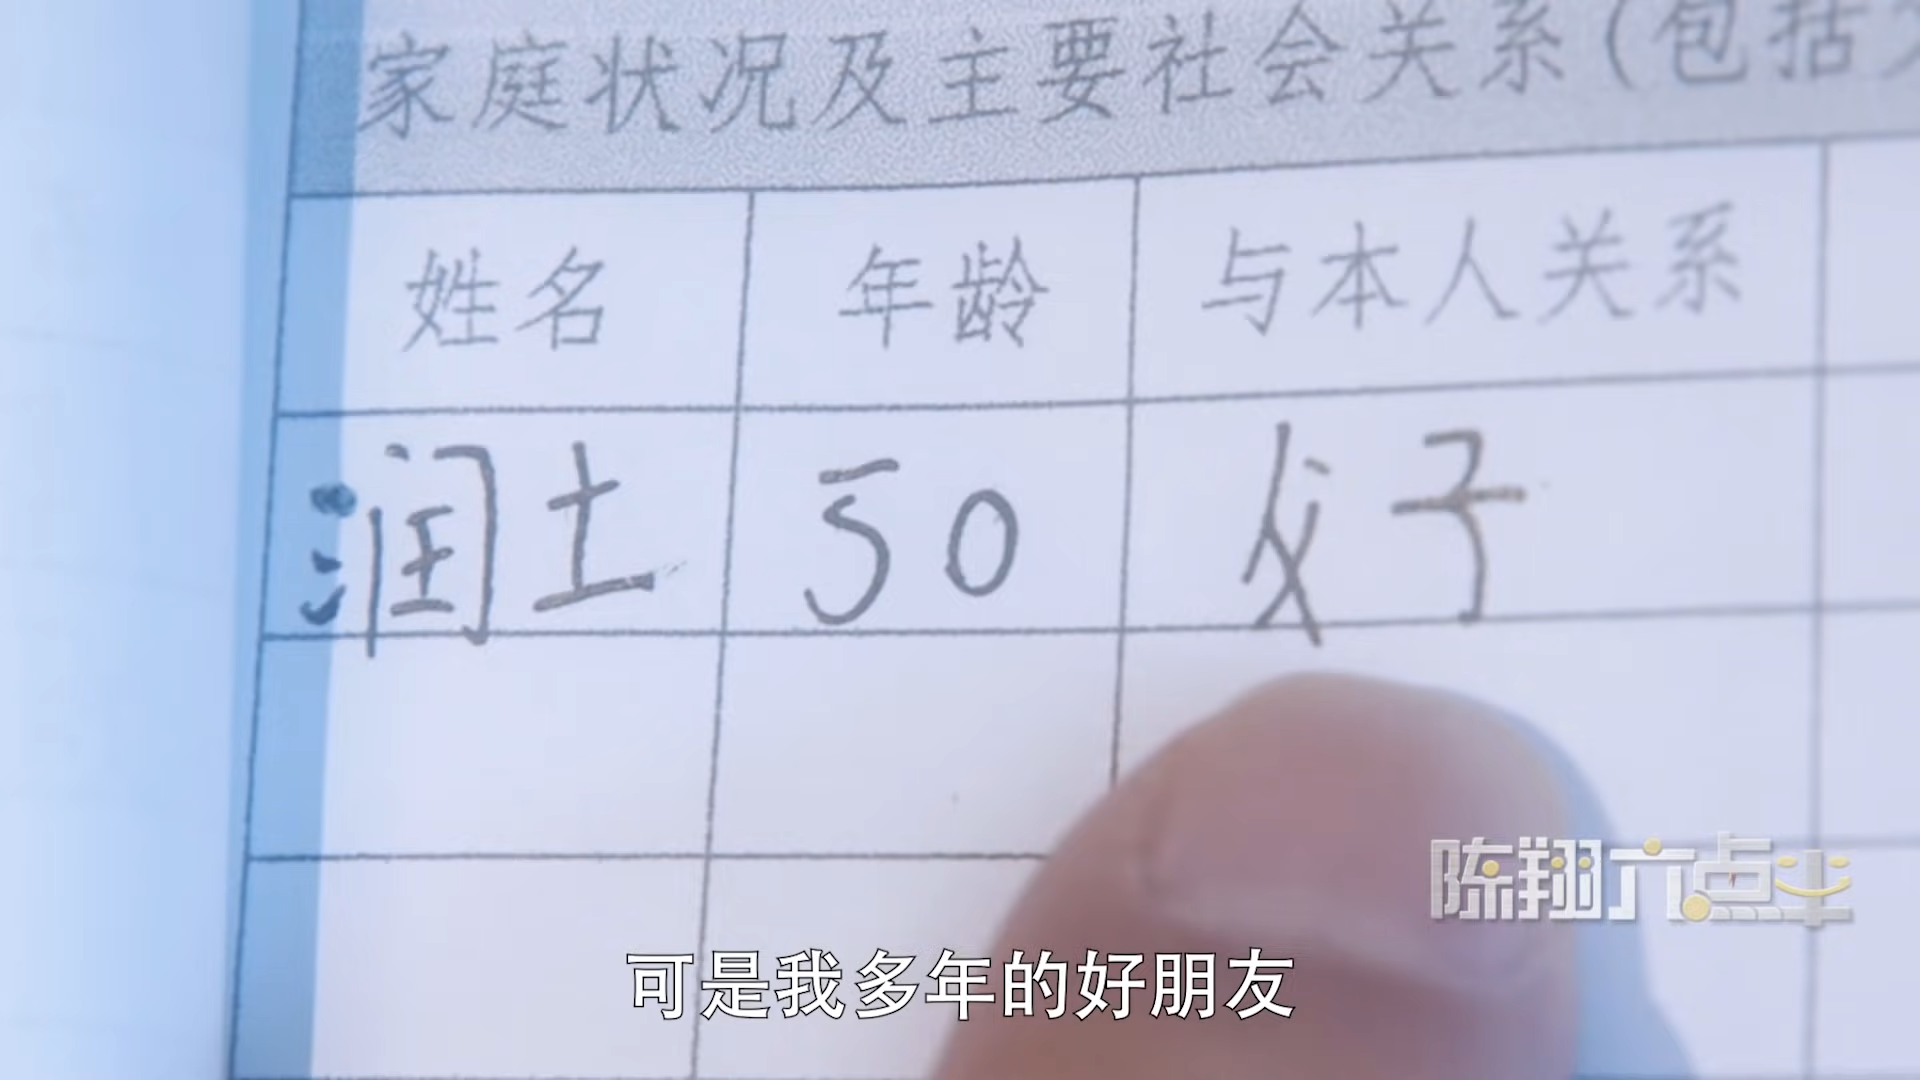 家庭状况及主要社会关系(包括
姓名 年龄 与本人关系
润土 50 父子
陈翔六点半
可是我多年的好朋友